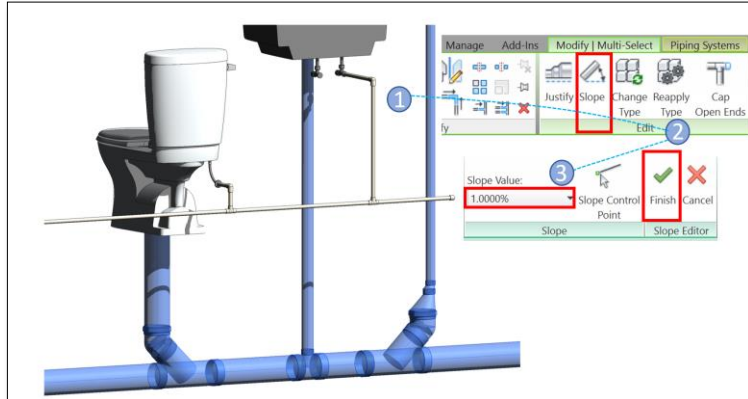 Manage Add-Ins Modify | Multi-Select Piping Systems
1
Justify Slope Change Type Reapply Type Cap Open Ends
fy Edit
2
3
Slope Value:
1.0000%
Slope Control Point
Finish Cancel
Slope Slope Editor